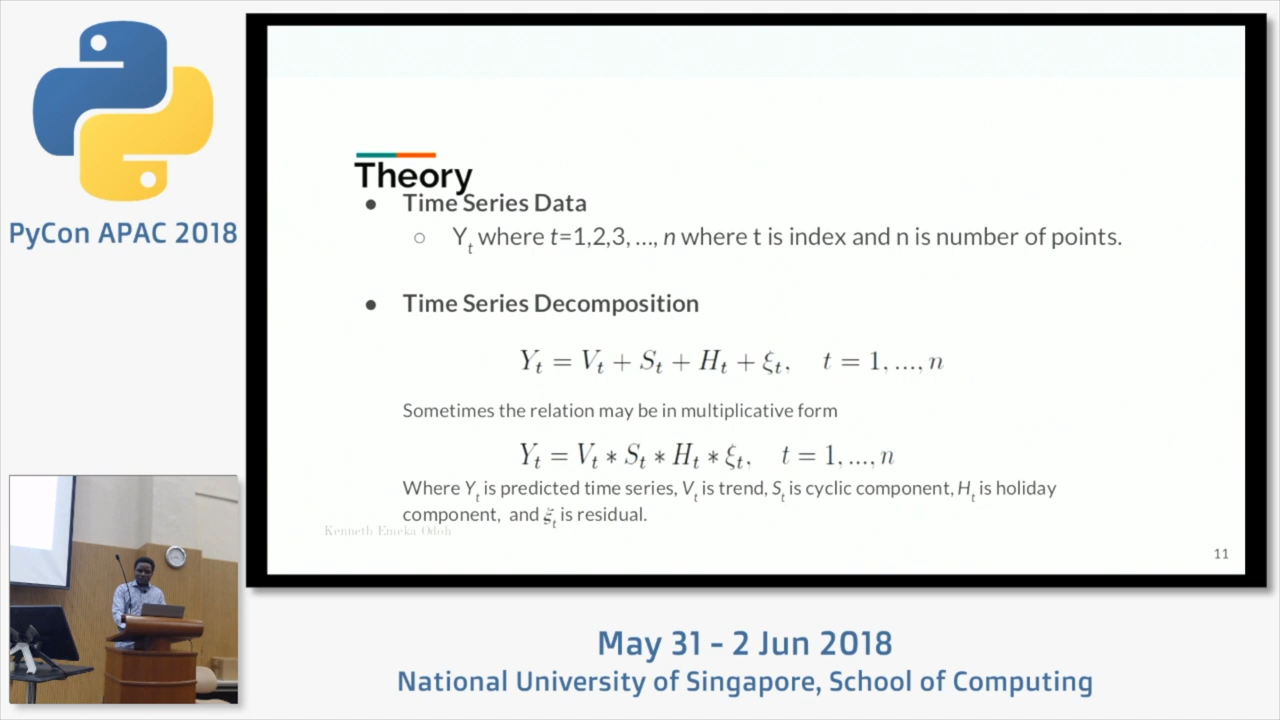 PyCon APAC 2018
Theory
● Time Series Data
○ Yt where t=1,2,3, ..., n where t is index and n is number of points.
● Time Series Decomposition
Yt = Vt + St + Ht + ξt, t = 1, ...., n
Sometimes the relation may be in multiplicative form
Yt = Vt * St * Ht * ξt, t = 1, ..., n
Where Yt is predicted time series, Vt is trend, St is cyclic component, Ht is holiday
component, and ξt is residual.
Kenneth Emeka Odoh
11
May 31 - 2 Jun 2018
National University of Singapore, School of Computing